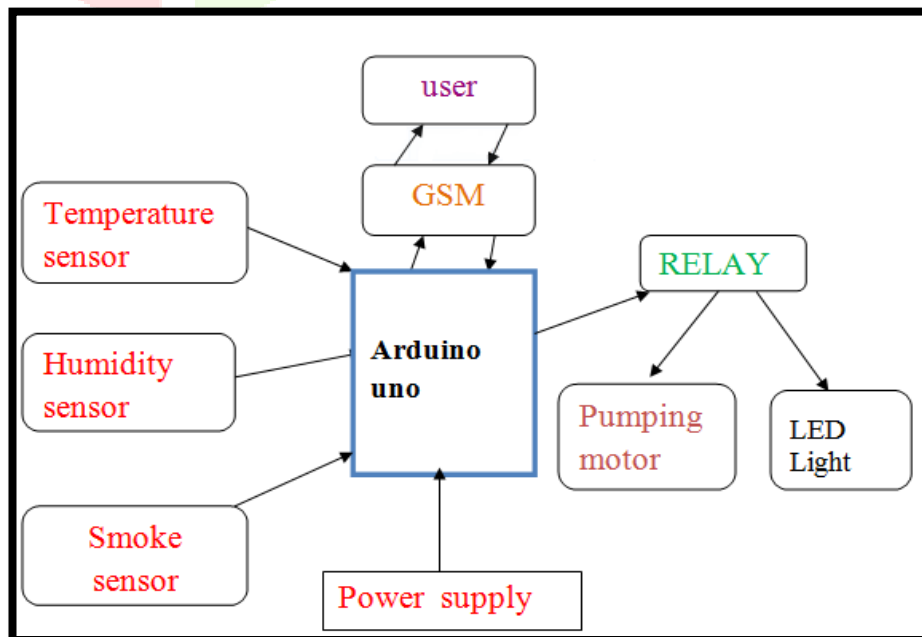 user
GSM
Temperature
sensor
RELAY
Humidity
sensor
Arduino
uno
Pumping
motor
LED
Light
Smoke
sensor
Power supply